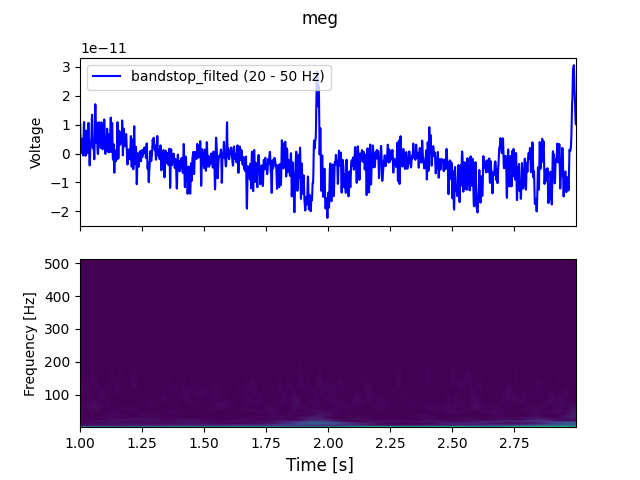 meg
1e−11
bandstop_filted (20 - 50 Hz)
3
2
1
0
−1
−2
Voltage
500
400
300
200
100
Frequency [Hz]
1.00 1.25 1.50 1.75 2.00 2.25 2.50 2.75
Time [s]